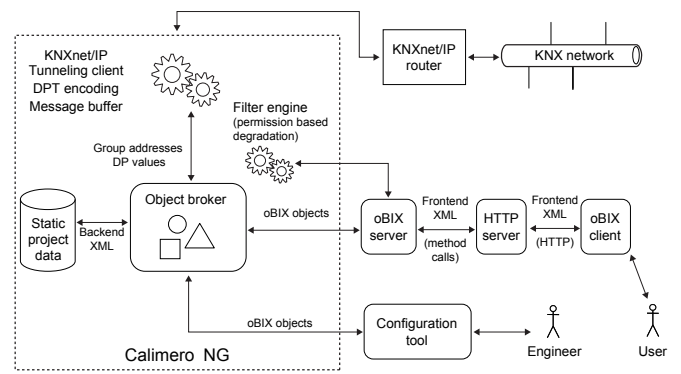 KNXnet/IP
Tunneling client
DPT encoding
Message buffer
KNXnet/IP
router
KNX network
Filter engine
(permission based
degradation)
Group addresses
DP values
Static
project
data
Backend
XML
Object broker
oBIX objects
oBIX
server
Frontend
XML
(method
calls)
HTTP
server
Frontend
XML
(HTTP)
oBIX
client
oBIX objects
Configuration
tool
Engineer
User
Calimero NG